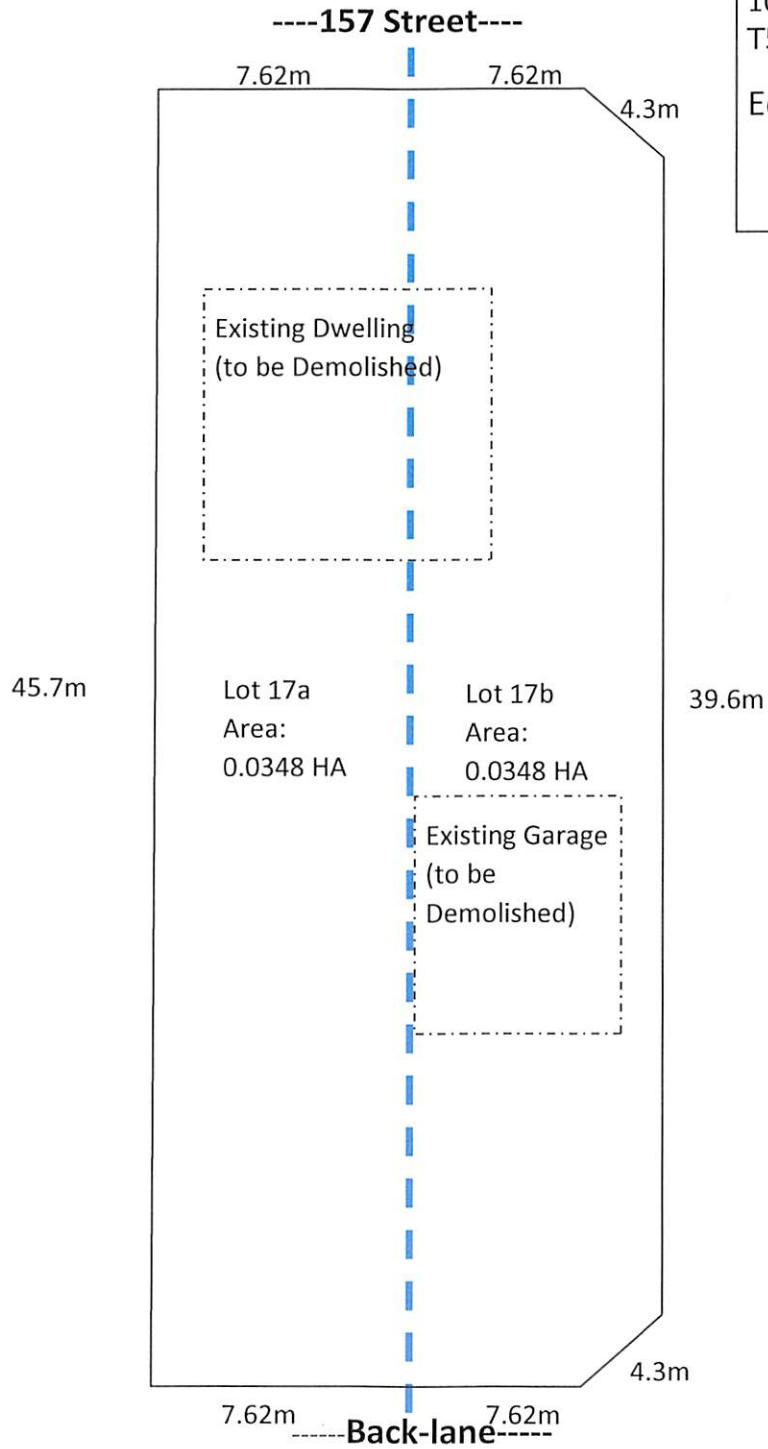 ----157 Street----
7.62m
7.62m
4.3m
45.7m
39.6m
Existing Dwelling
(to be Demolished)
Lot 17a
Area:
0.0348 HA
Lot 17b
Area:
0.0348 HA
Existing Garage
(to be
Demolished)
4.3m
7.62m
7.62m
------Back-lane-----